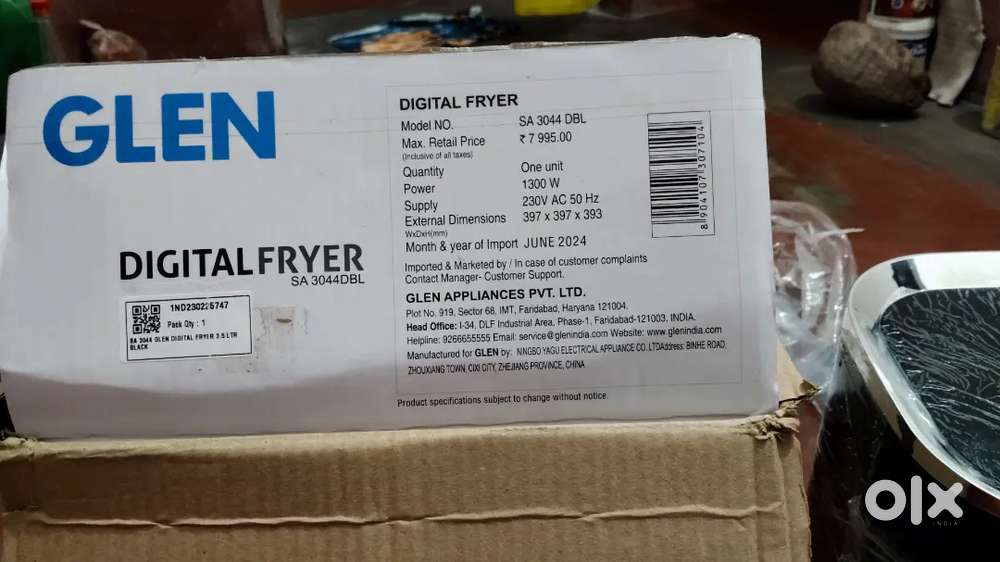 GLEN
DIGITAL FRYER
SA 3044DBL
1ND230225747
Pack Qty : 1
SA 3044 GLEN DIGITAL FRYER 3.5 LTR
BLACK
DIGITAL FRYER
Model NO. SA 3044 DBL
Max. Retail Price ₹ 7 995.00
(Inclusive of all taxes)
Quantity One unit
Power 1300 W
Supply 230V AC 50 Hz
External Dimensions 397 x 397 x 393
WxDxH(mm)
Month & year of Import JUNE 2024
Imported & Marketed by / In case of customer complaints
Contact Manager- Customer Support.
GLEN APPLIANCES PVT. LTD.
Plot No. 919, Sector 68, IMT, Faridabad, Haryana 121004.
Head Office: I-34, DLF Industrial Area, Phase-1, Faridabad-121003, INDIA.
Helpline: 9266655555 Email: service@glenindia.com Website: www.glenindia.com
Manufactured for GLEN by: NINGBO YAGU ELECTRICAL APPLIANCE CO. LTDAddress: BINHE ROAD,
ZHOUXIANG TOWN, CIXI CITY, ZHEJIANG PROVINCE, CHINA
Product specifications subject to change without notice.
8 904107 307104
olx
INDIA